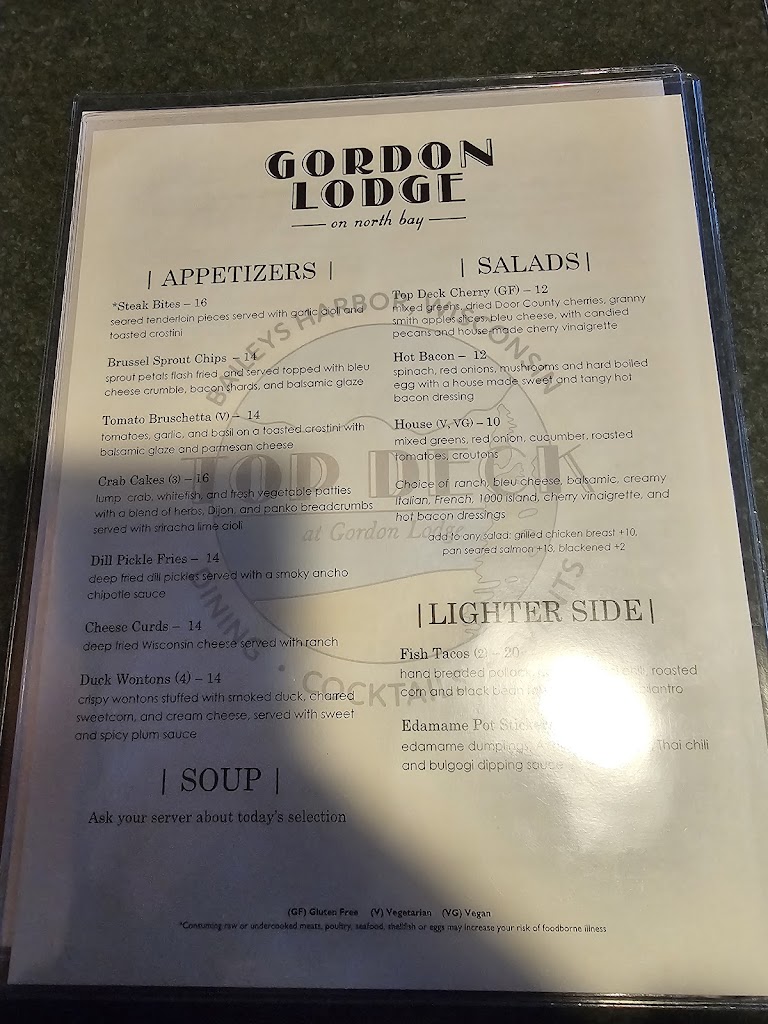 GORDON
LODGE
on north bay
| APPETIZERS |
*Steak Bites – 16
seared tenderloin pieces served with garlic aioli and
toasted crostini
Brussel Sprout Chips – 14
sprout petals flash fried and served topped with bleu
cheese crumble, bacon shards, and balsamic glaze
Tomato Bruschetta (V) – 14
tomatoes, garlic, and basil on a toasted crostini with
balsamic glaze and parmesan cheese
Crab Cakes (3) – 16
lump crab, whitefish, and fresh vegetable patties
with a blend of herbs, Dijon, and panko breadcrumbs
served with sriracha lime aioli
Dill Pickle Fries – 14
deep fried dill pickles served with a smoky ancho
chipotle sauce
Cheese Curds – 14
deep fried Wisconsin cheese served with ranch
Duck Wontons (4) – 14
crispy wontons stuffed with smoked duck, charred
sweetcorn, and cream cheese, served with sweet
and spicy plum sauce
| SOUP |
Ask your server about today's selection
| SALADS |
Top Deck Cherry (GF) – 12
mixed greens, dried Door County cherries, granny
smith apples slices, bleu cheese, with candied
pecans and house-made cherry vinaigrette
Hot Bacon – 12
spinach, red onions, mushrooms and hard boiled
egg with a house made sweet and tangy hot
bacon dressing
House (V, VG) – 10
mixed greens, red onion, cucumber, roasted
tomatoes, croutons
Choice of ranch, bleu cheese, balsamic, creamy
Italian, French, 1000 island, cherry vinaigrette, and
hot bacon dressings
add to any salad: grilled chicken breast +10,
pan seared salmon +13, blackened +2
| LIGHTER SIDE |
Fish Tacos (2) – 20
hand breaded roasted
corn and black bean
Edamame Pot
edamame dumplings, Thai chili
and bulgogi dipping sauce
BAILEYS HARBOR, WISCONSIN
TOP DECK
at Gordon Lodge
DINING • COCKTAILS
(GF) Gluten Free (V) Vegetarian (VG) Vegan
*Consuming raw or undercooked meats, poultry, seafood, shellfish or eggs may increase your risk of foodborne illness